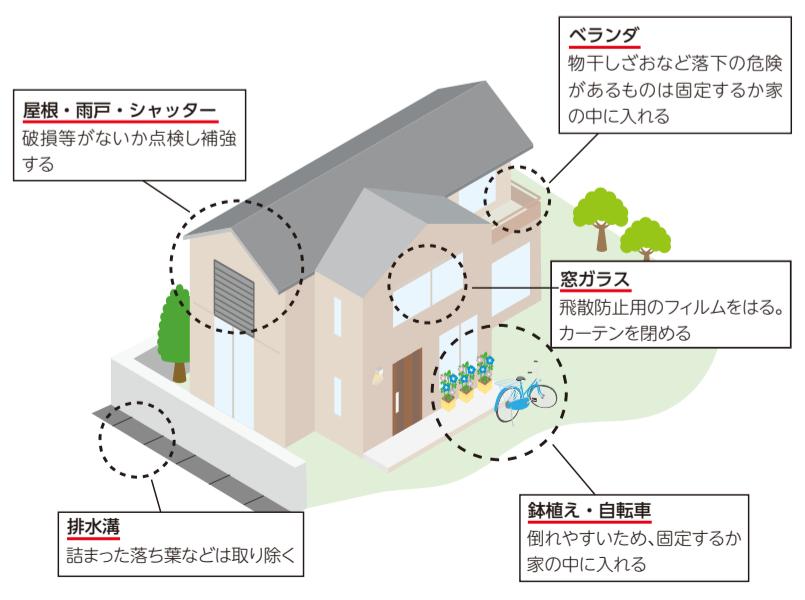 ベランダ
物干しざおなど落下の危険
があるものは固定するか家
の中に入れる
屋根・雨戸・シャッター
破損等がないか点検し補強
する
窓ガラス
飛散防止用のフィルムをはる。
カーテンを閉める
鉢植え・自転車
倒れやすいため、固定するか
家の中に入れる
排水溝
詰まった落ち葉などは取り除く